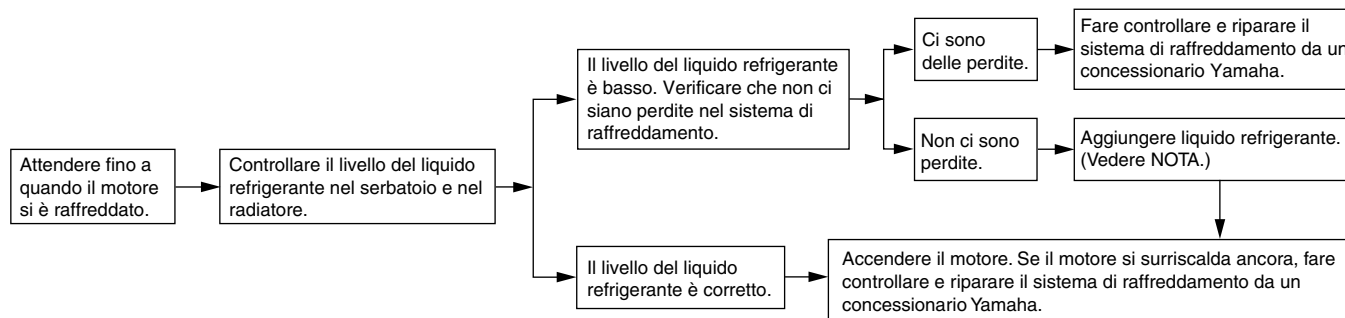 Attendere fino a
quando il motore
si è raffreddato.
Controllare il livello del liquido
refrigerante nel serbatoio e nel
radiatore.
Il livello del liquido refrigerante
è basso. Verificare che non ci
siano perdite nel sistema di
raffreddamento.
Ci sono
delle perdite.
Fare controllare e riparare il
sistema di raffreddamento da un
concessionario Yamaha.
Non ci sono
perdite.
Aggiungere liquido refrigerante.
(Vedere NOTA.)
Il livello del liquido
refrigerante è corretto.
Accendere il motore. Se il motore si surriscalda ancora, fare
controllare e riparare il sistema di raffreddamento da un
concessionario Yamaha.